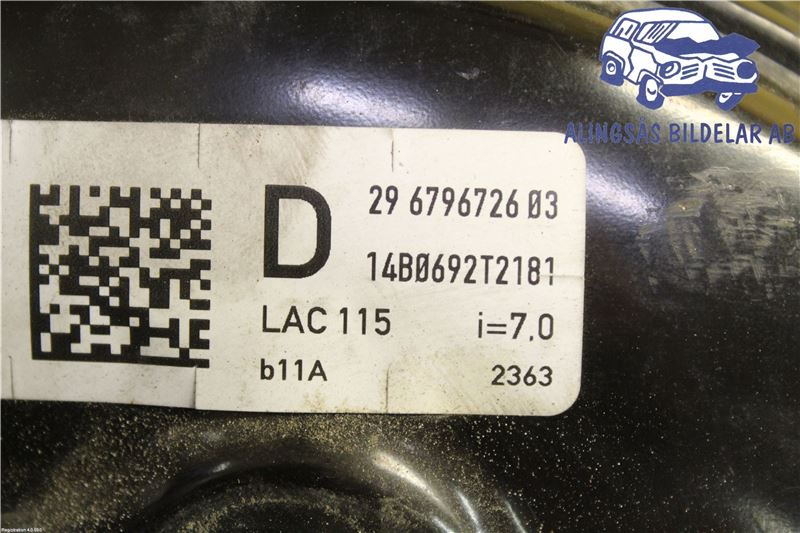 ALINGSÅS BILDELAR AB
D
29 6796726 03
14B0692T2181
LAC 115 i=7,0
b11A 2363